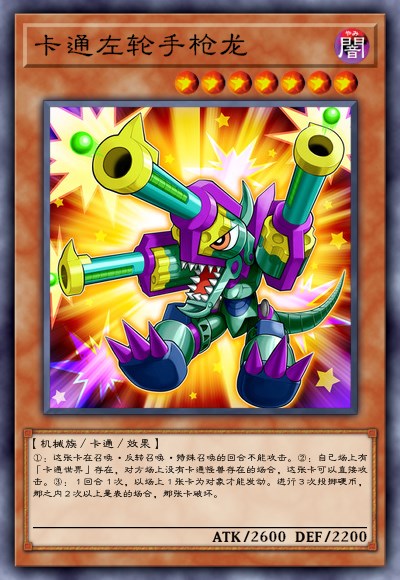 卡通左轮手枪龙
やみ
闇
【机械族／卡通／效果】
①：这张卡在召唤·反转召唤·特殊召唤的回合不能攻击。②：自己场上有
「卡通世界」存在，对方场上没有卡通怪兽存在的场合，这张卡可以直接攻
击。③：1回合1次，以场上1张卡为对象才能发动。进行3次投掷硬币，
那之内2次以上是表的场合，那张卡破坏。
ATK/2600 DEF/2200